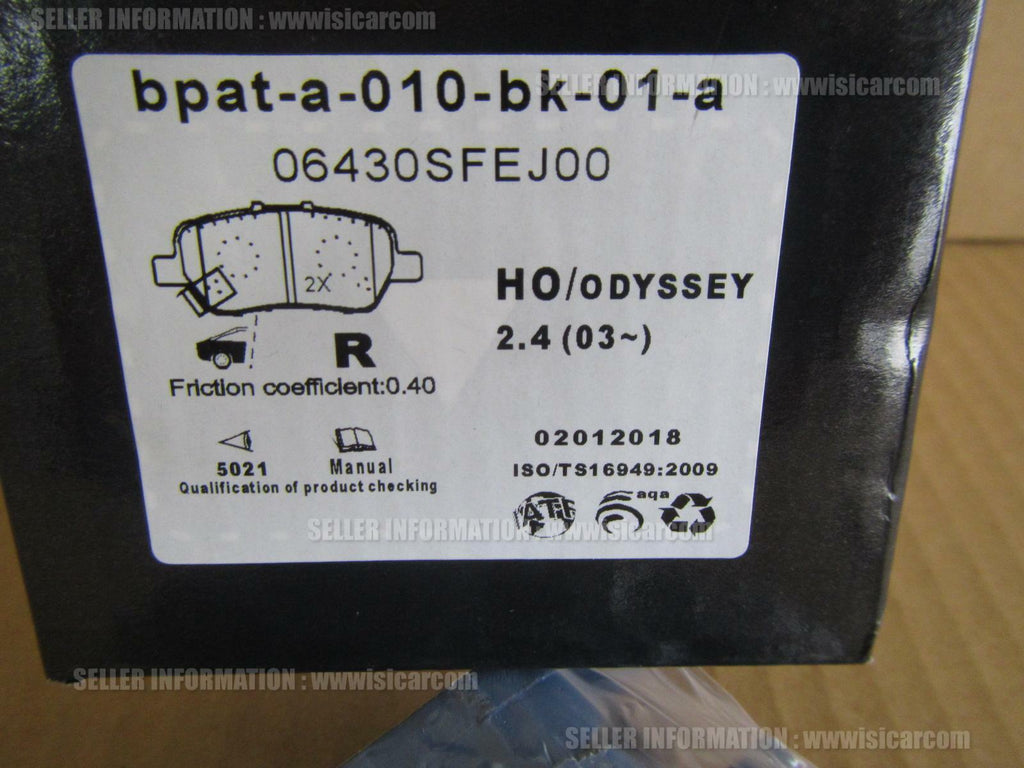 SELLER INFORMATION : wwwisicarcom
SELLER INFORMATION : wwwisicarcom
bpat-a-010-bk-01-a
06430SFEJ00
2X
HO/ODYSSEY
2.4 (03~)
R
Friction coefficient:0.40
5021
Manual
Qualification of product checking
02012018
ISO/TS16949:2009
aqa
SELLER INFORMATION : wwwisicarcom
SELLER INFORMATION : wwwisicarcom
SELLER INFORMATION : wwwisicarcom